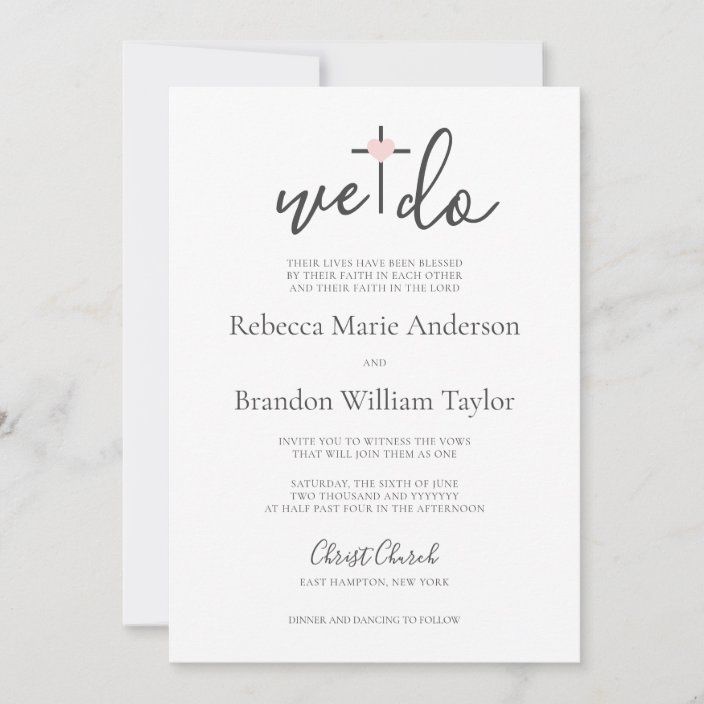 we do
THEIR LIVES HAVE BEEN BLESSED
BY THEIR FAITH IN EACH OTHER
AND THEIR FAITH IN THE LORD
Rebecca Marie Anderson
AND
Brandon William Taylor
INVITE YOU TO WITNESS THE VOWS
THAT WILL JOIN THEM AS ONE
SATURDAY, THE SIXTH OF JUNE
TWO THOUSAND AND YYYYYYY
AT HALF PAST FOUR IN THE AFTERNOON
Christ Church
EAST HAMPTON, NEW YORK
DINNER AND DANCING TO FOLLOW